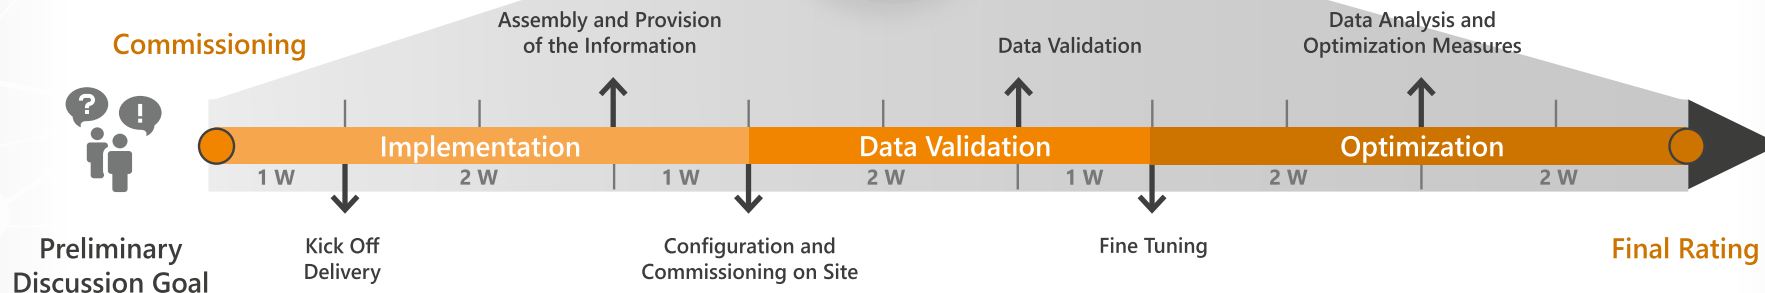 Assembly and Provision
of the Information
Data Analysis and
Optimization Measures
Commissioning
Data Validation
?
!
Implementation
Data Validation
Optimization
1 W
2 W
1 W
2 W
1 W
2 W
2 W
Preliminary
Discussion Goal
Kick Off
Delivery
Configuration and
Commissioning on Site
Fine Tuning
Final Rating